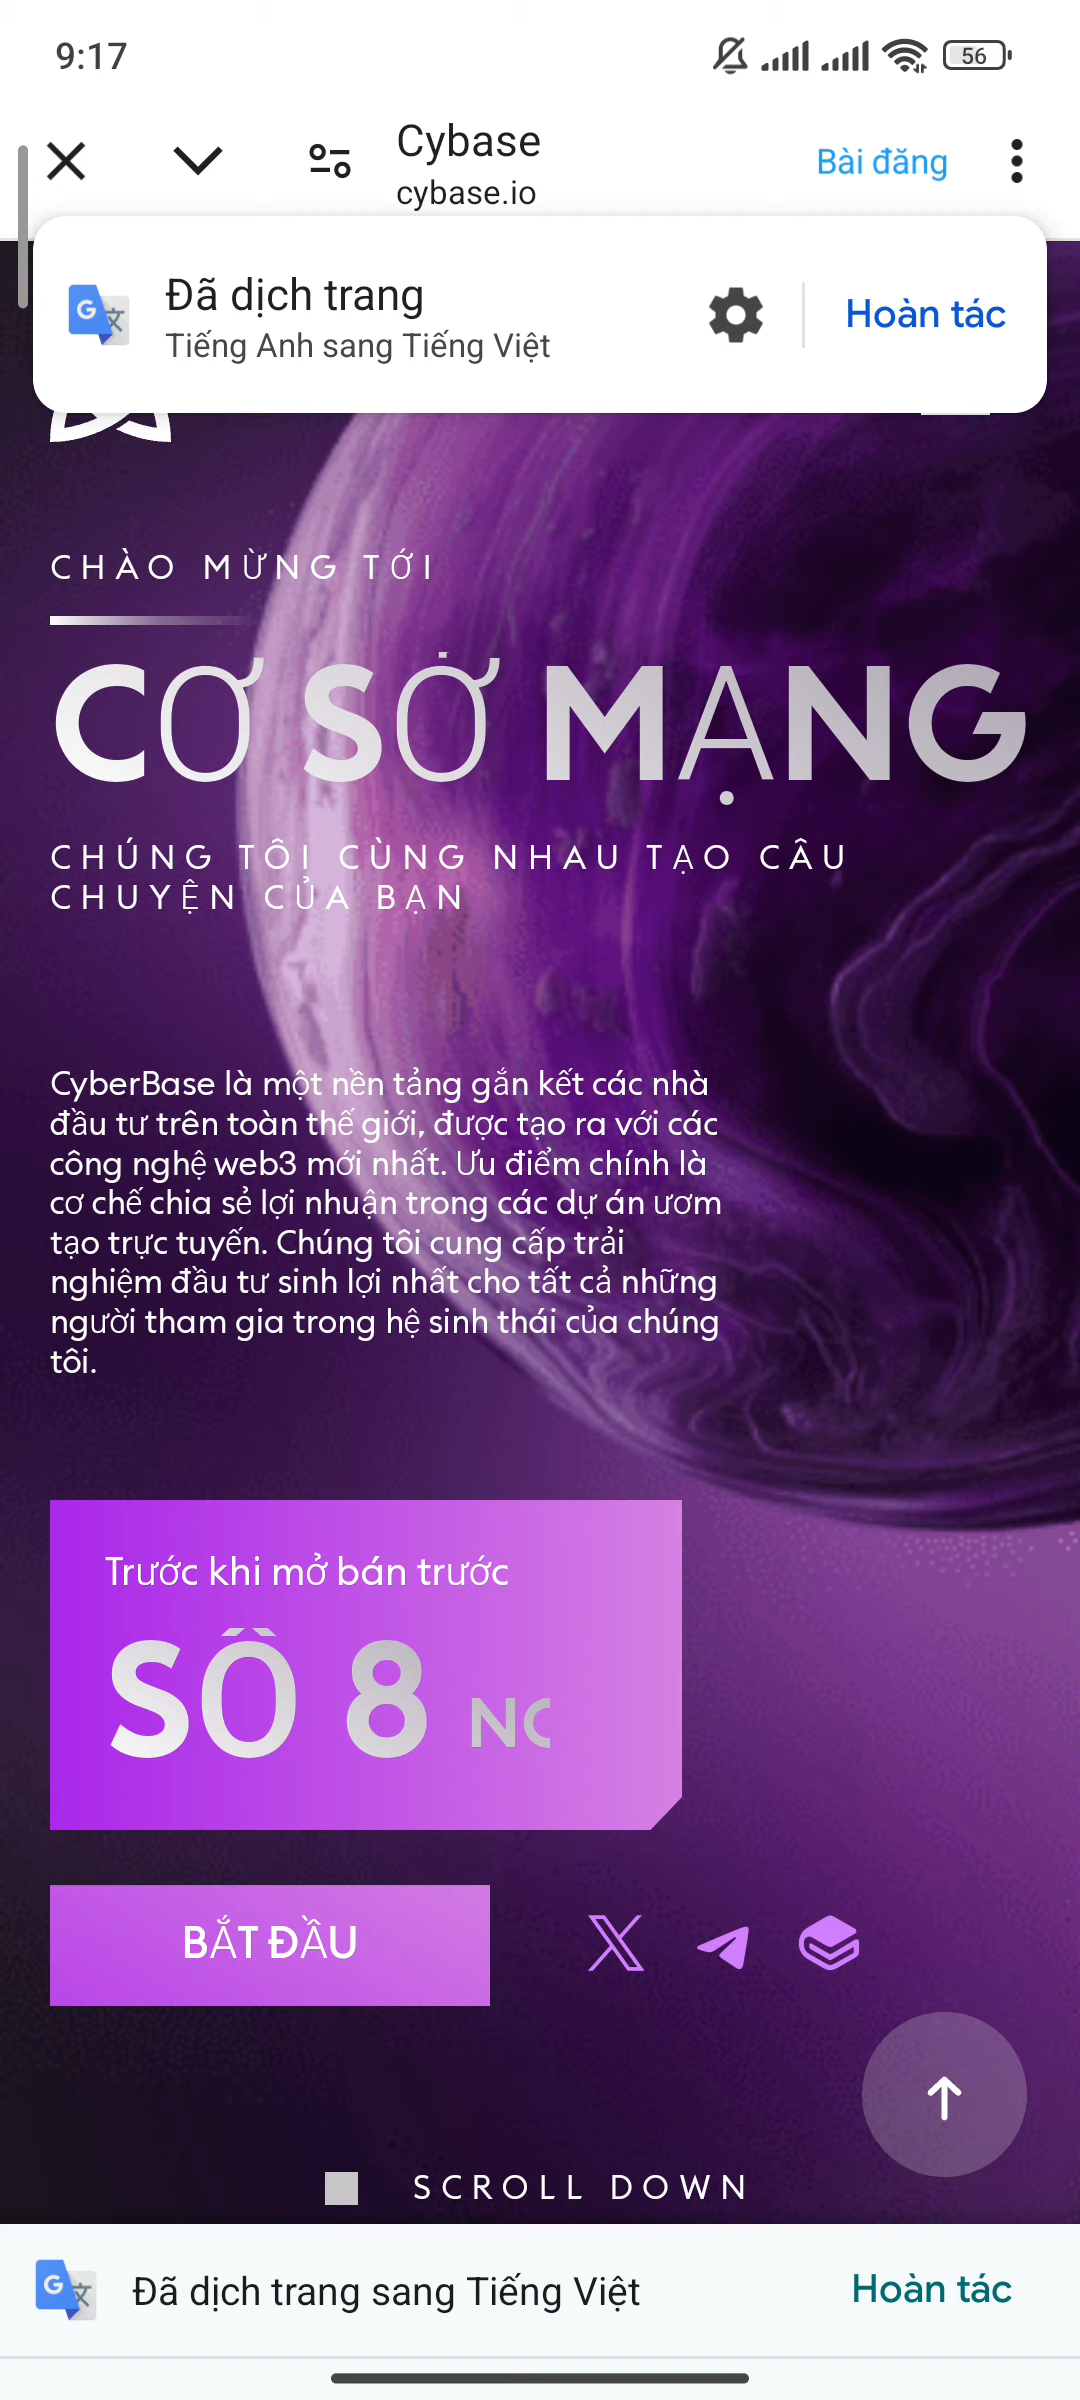 9:17
56
Cybase
cybase.io
Bài đăng
Đã dịch trang
Tiếng Anh sang Tiếng Việt
Hoàn tác
CHÀO MỪNG TỚI
CƠ SỞ MẠNG
CHÚNG TÔI CÙNG NHAU TẠO CÂU
CHUYỆN CỦA BẠN
CyberBase là một nền tảng gắn kết các nhà
đầu tư trên toàn thế giới, được tạo ra với các
công nghệ web3 mới nhất. Ưu điểm chính là
cơ chế chia sẻ lợi nhuận trong các dự án ươm
tạo trực tuyến. Chúng tôi cung cấp trải
nghiệm đầu tư sinh lợi nhất cho tất cả những
người tham gia trong hệ sinh thái của chúng
tôi.
Trước khi mở bán trước
SỐ 8
BẮT ĐẦU
SCROLL DOWN
Đã dịch trang sang Tiếng Việt
Hoàn tác